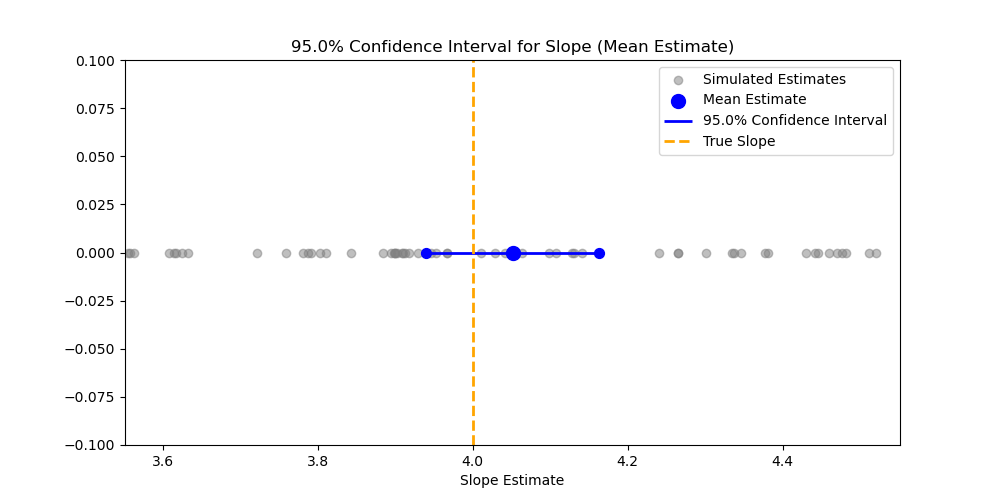 95.0% Confidence Interval for Slope (Mean Estimate)
0.100
0.075
0.050
0.025
0.000
−0.025
−0.050
−0.075
−0.100
Simulated Estimates
Mean Estimate
95.0% Confidence Interval
True Slope
3.6 3.8 4.0 4.2 4.4
Slope Estimate